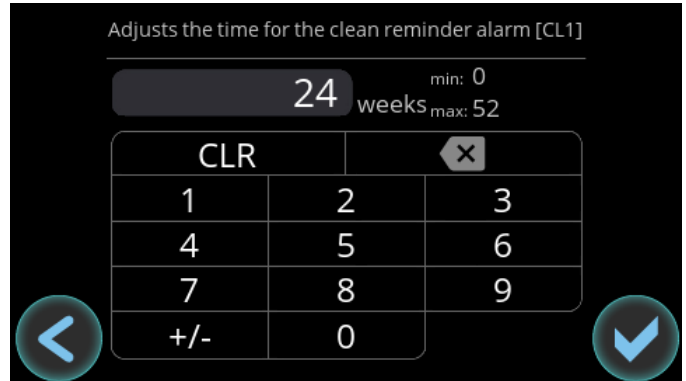 Adjusts the time for the clean reminder alarm [CL1]
24 weeks min: 0
max: 52
CLR
1 2 3
4 5 6
7 8 9
+/- 0